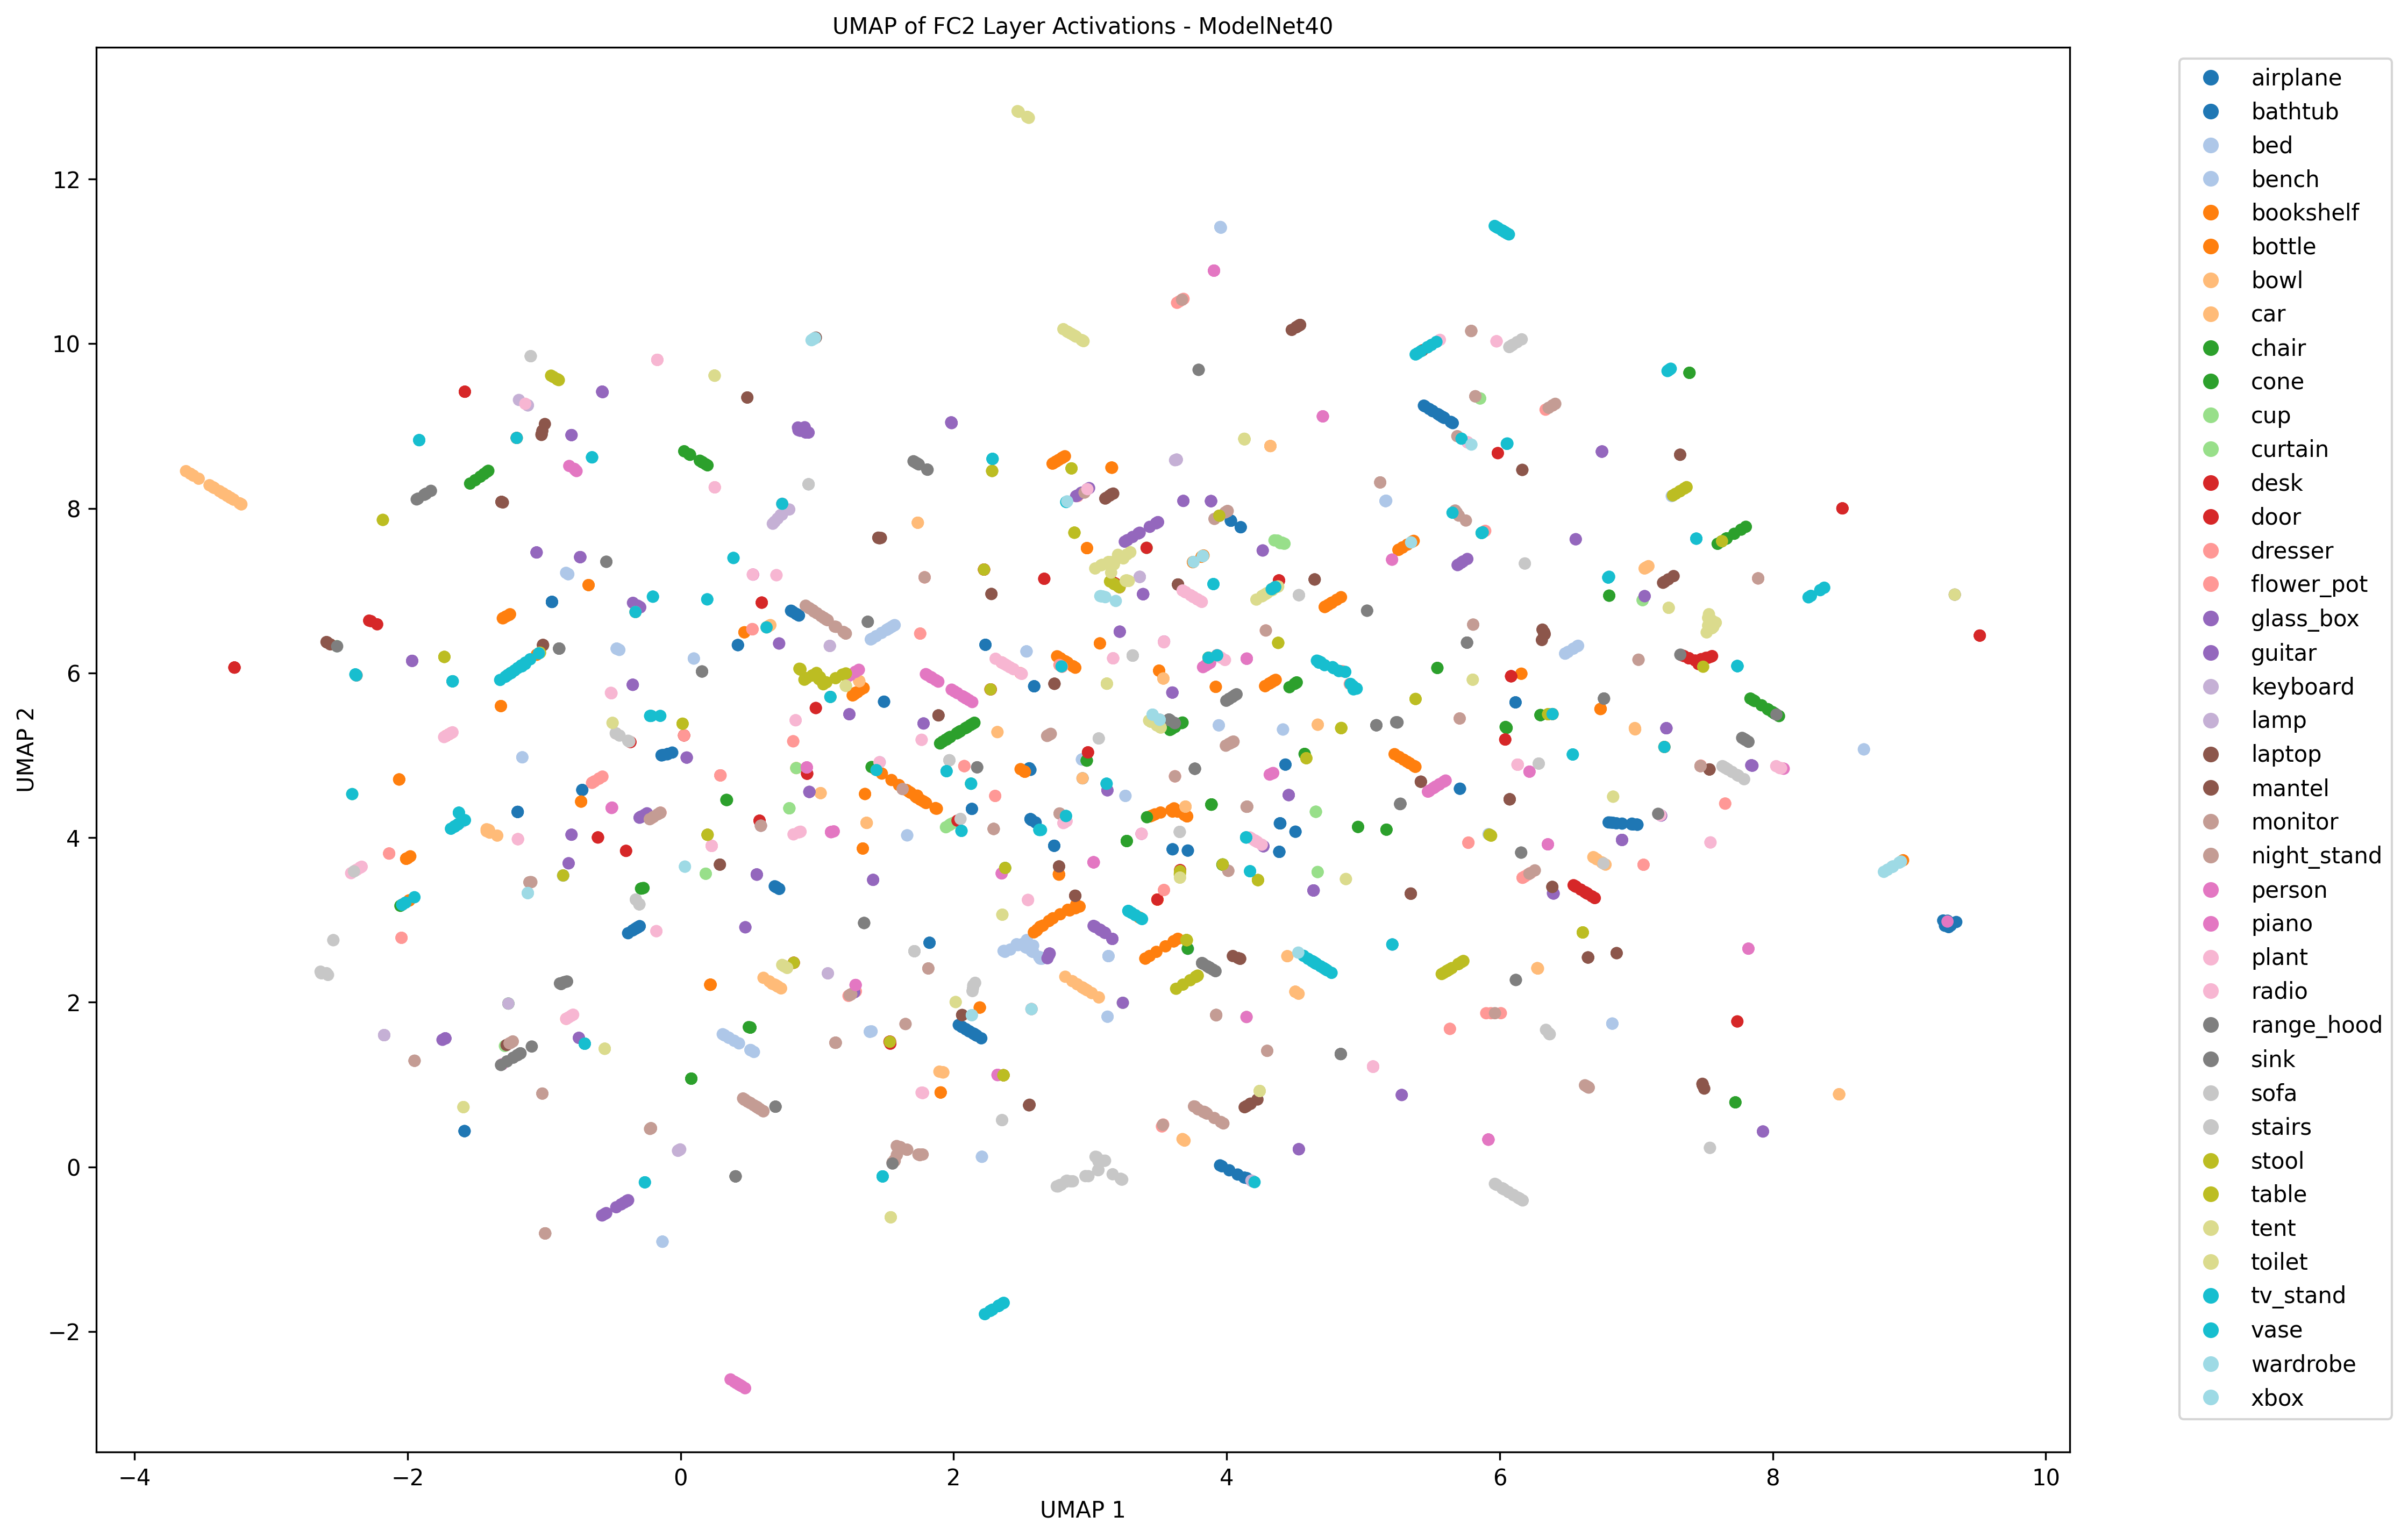 UMAP of FC2 Layer Activations - ModelNet40
12
10
8
6
4
2
0
−2
UMAP 2
−4
−2
0
2
4
6
8
10
UMAP 1
airplane
bathtub
bed
bench
bookshelf
bottle
bowl
car
chair
cone
cup
curtain
desk
door
dresser
flower_pot
glass_box
guitar
keyboard
lamp
laptop
mantel
monitor
night_stand
person
piano
plant
radio
range_hood
sink
sofa
stairs
stool
table
tent
toilet
tv_stand
vase
wardrobe
xbox